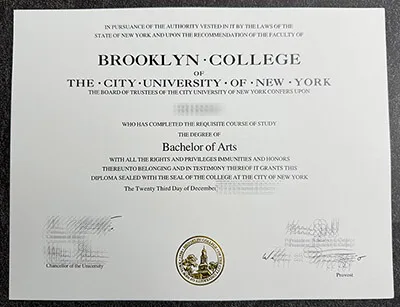 IN PURSUANCE OF THE AUTHORITY VESTED IN IT BY THE LAWS OF THE
STATE OF NEW YORK AND UPON THE RECOMMENDATION OF THE FACULTY OF
BROOKLYN·COLLEGE
OF
THE·CITY·UNIVERSITY·OF·NEW·YORK
THE BOARD OF TRUSTEES OF THE CITY UNIVERSITY OF NEW YORK CONFERS UPON
WHO HAS COMPLETED THE REQUISITE COURSE OF STUDY
THE DEGREE OF
Bachelor of Arts
WITH ALL THE RIGHTS AND PRIVILEGES IMMUNITIES AND HONORS
THEREUNTO BELONGING AND IN TESTIMONY THEREOF IT GRANTS THIS
DIPLOMA SEALED WITH THE SEAL OF THE COLLEGE AT THE CITY OF NEW YORK
The Twenty Third Day of December
Chancellor of the University
Provost